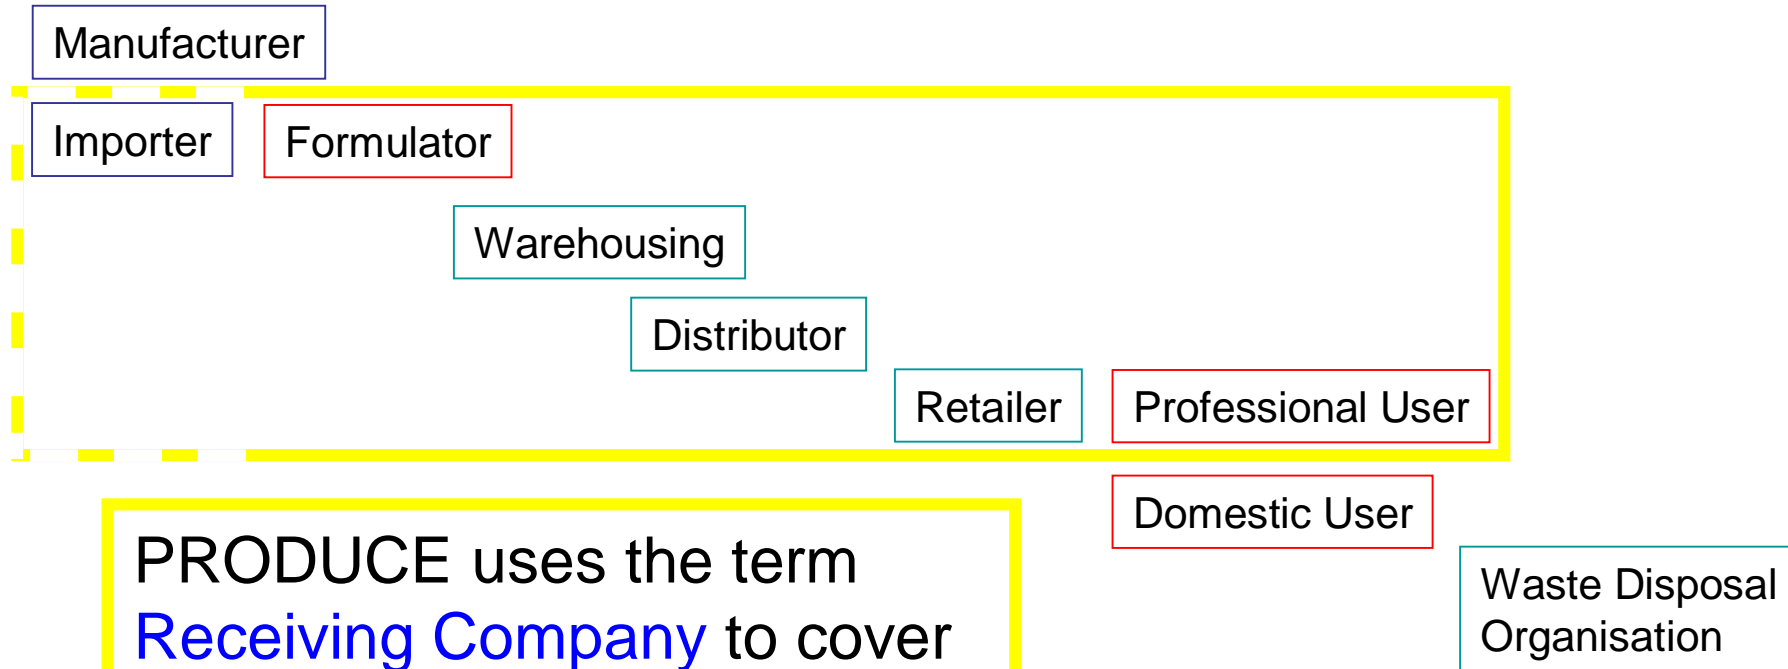 Manufacturer
Importer
Formulator
Warehousing
Distributor
Retailer
Professional User
Domestic User
PRODUCE uses the term
Receiving Company to cover
Waste Disposal
Organisation